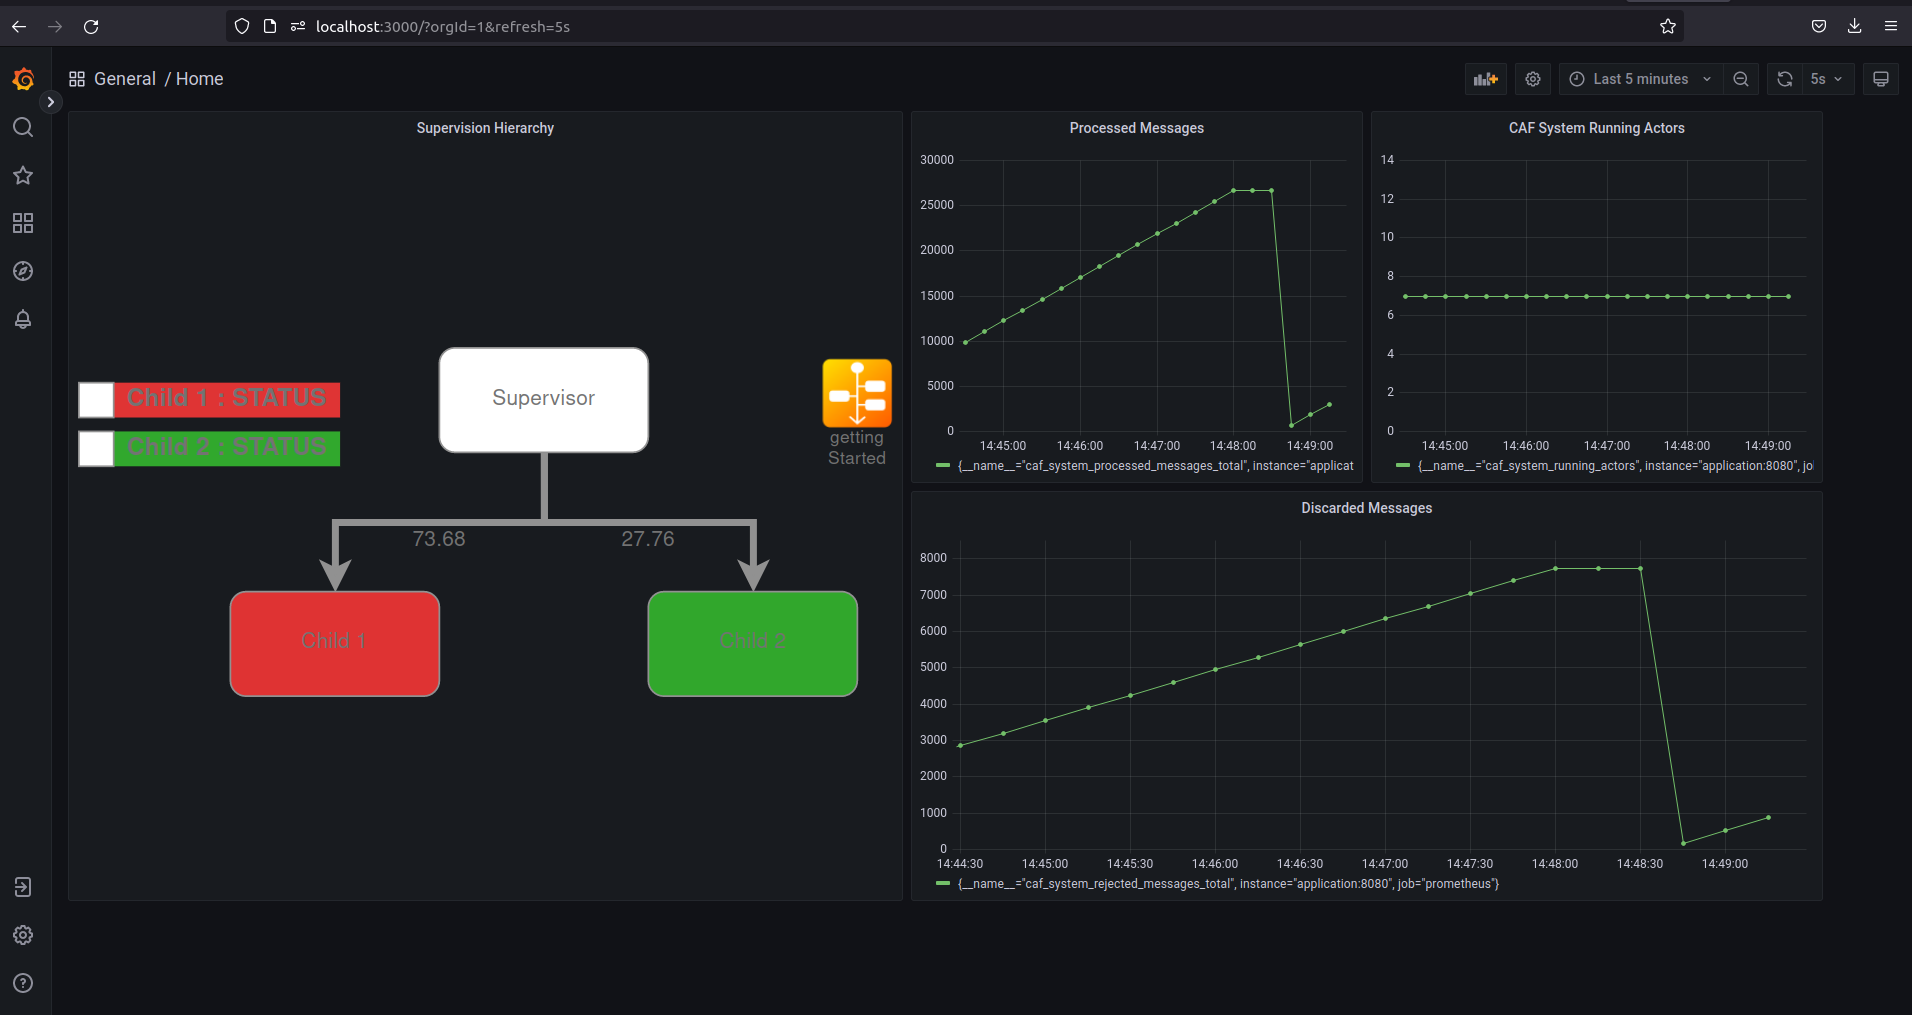 localhost:3000/?orgId=1&refresh=5s
General / Home
Last 5 minutes
5s
Supervision Hierarchy
Child 1 : STATUS
Child 2 : STATUS
Supervisor
getting
Started
73.68
27.76
Child 1
Child 2
Processed Messages
30000
25000
20000
15000
10000
5000
0
14:45:00 14:46:00 14:47:00 14:48:00 14:49:00
{__name__="caf_system_processed_messages_total", instance="applicat
CAF System Running Actors
14
12
10
8
6
4
2
0
14:45:00 14:46:00 14:47:00 14:48:00 14:49:00
{__name__="caf_system_running_actors", instance="application:8080", jo
Discarded Messages
8000
7000
6000
5000
4000
3000
2000
1000
0
14:44:30 14:45:00 14:45:30 14:46:00 14:46:30 14:47:00 14:47:30 14:48:00 14:48:30 14:49:00
{__name__="caf_system_rejected_messages_total", instance="application:8080", job="prometheus"}